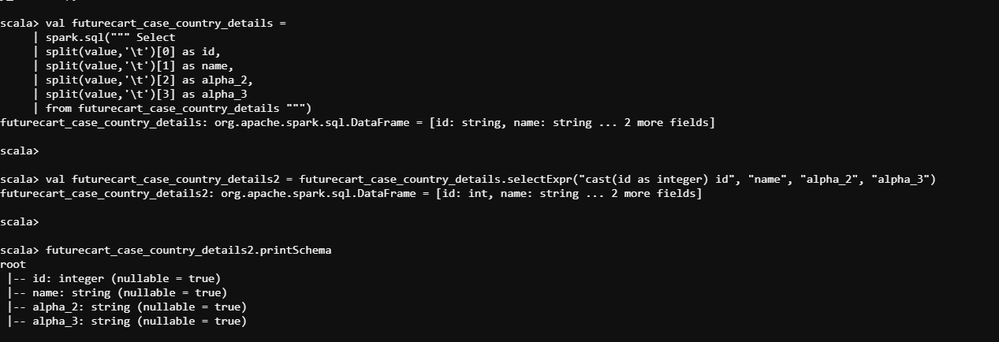 scala> val futurecart_case_country_details =
| spark.sql(""" Select
| split(value,'\t')[0] as id,
| split(value,'\t')[1] as name,
| split(value,'\t')[2] as alpha_2,
| split(value,'\t')[3] as alpha_3
| from futurecart_case_country_details """)
futurecart_case_country_details: org.apache.spark.sql.DataFrame = [id: string, name: string ... 2 more fields]
scala>
scala> val futurecart_case_country_details2 = futurecart_case_country_details.selectExpr("cast(id as integer) id", "name", "alpha_2", "alpha_3")
futurecart_case_country_details2: org.apache.spark.sql.DataFrame = [id: int, name: string ... 2 more fields]
scala>
scala> futurecart_case_country_details2.printSchema
root
|-- id: integer (nullable = true)
|-- name: string (nullable = true)
|-- alpha_2: string (nullable = true)
|-- alpha_3: string (nullable = true)